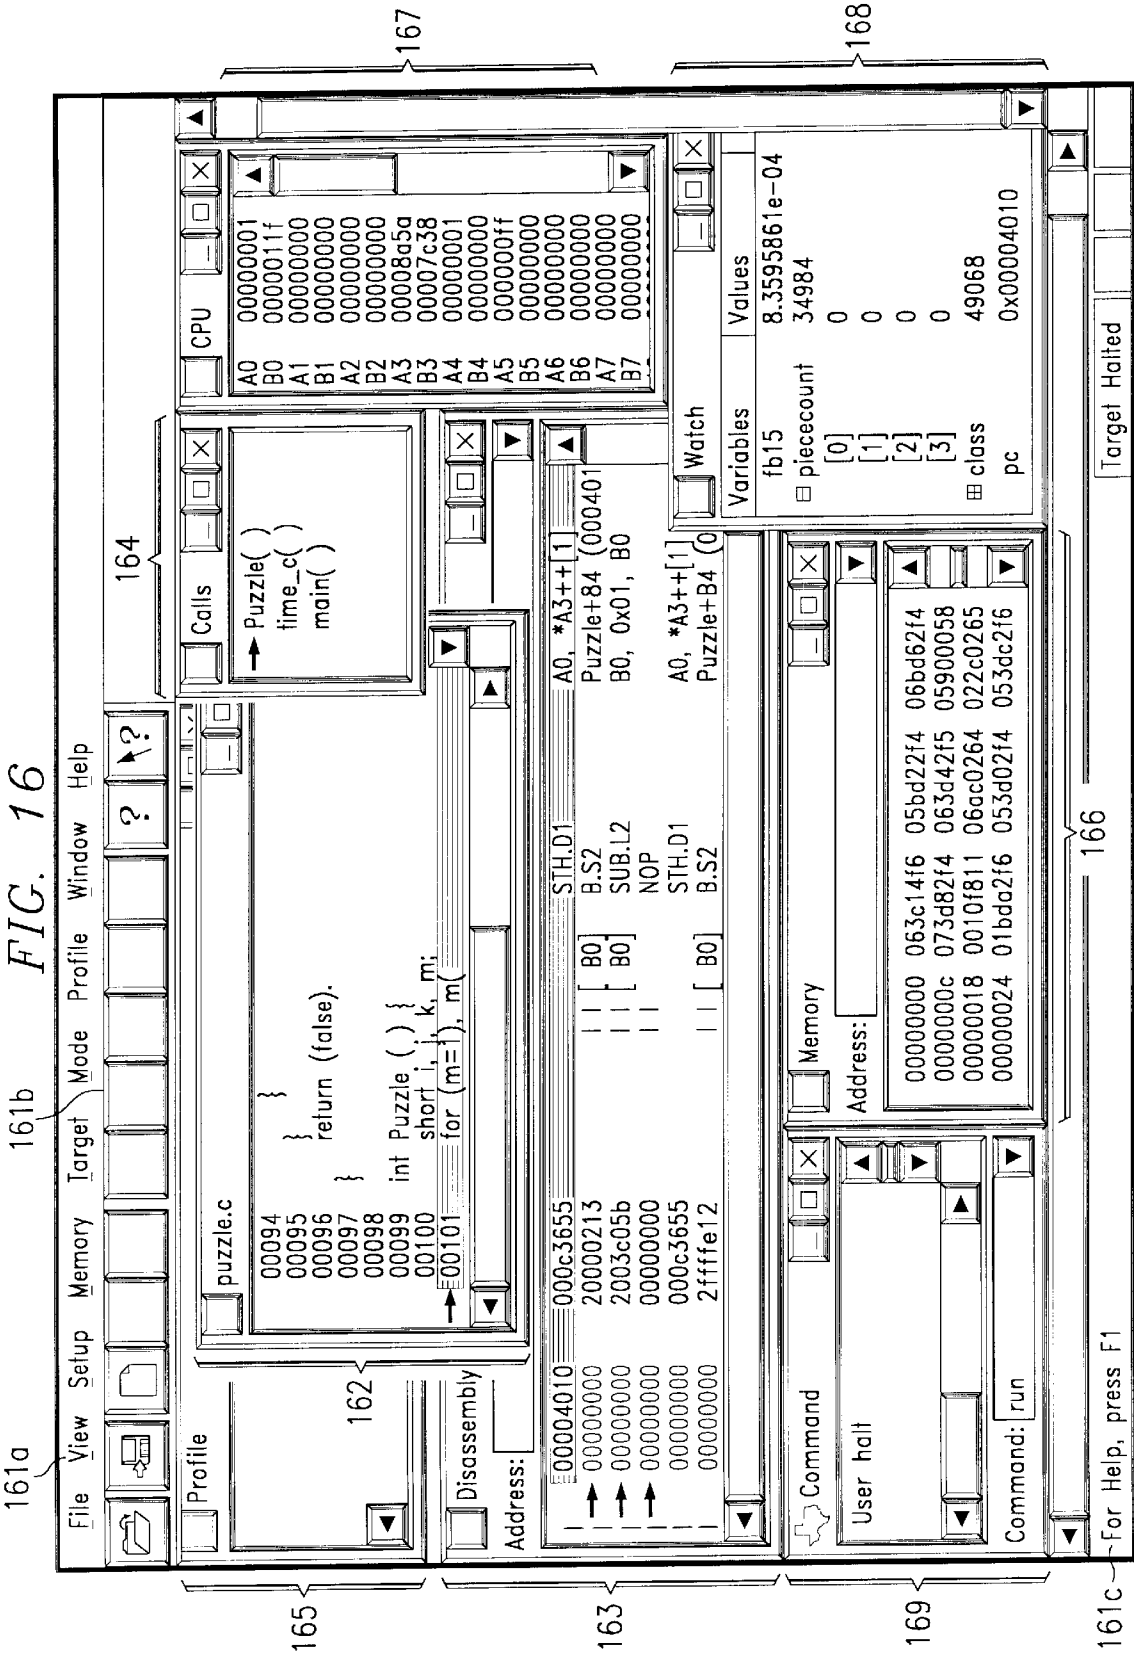 FIG. 16
161a
161b
File View Setup Memory Target Mode Profile Window Help
? ?
165
Profile
162
puzzle.c
00094 }
00095 }
00096 return (false).
00097 }
00098
00099 int Puzzle ( ) {
00100 short i, j, k, m;
00101 for (m=1), m(
164
Calls
Puzzle( )
time_c( )
main( )
167
CPU
A0 00000001
B0 0000011f
A1 00000000
B1 00000000
A2 00000000
B2 00000000
A3 00008a5a
B3 00007c38
A4 00000001
B4 00000000
A5 000000ff
B5 00000000
A6 00000000
B6 00000000
A7 00000000
B7 00000000
163
Disassembly
Address:
00004010 000c3655 STH.D1 A0, *A3++[1]
00000000 20000213 || [ B0] B.S2 Puzzle+84 (000401
00000000 2003c05b || [ B0] SUB.L2 B0, 0x01, B0
00000000 00000000 || NOP
00000000 000c3655 STH.D1 A0, *A3++[1]
00000000 2ffffe12 || [ B0] B.S2 Puzzle+B4 (0
169
Command
User halt
Command: run
166
Memory
Address:
00000000 063c14f6 05bd22f4 06bd62f4
0000000c 073d82f4 063d42f5 05900058
00000018 0010f811 06ac0264 022c0265
00000024 01bda2f6 053d02f4 053dc2f6
168
Watch
Variables Values
fb15 8.3595861e-04
piececount 34984
[0] 0
[1] 0
[2] 0
[3] 0
class 49068
pc 0x00004010
161c
For Help, press F1
Target Halted